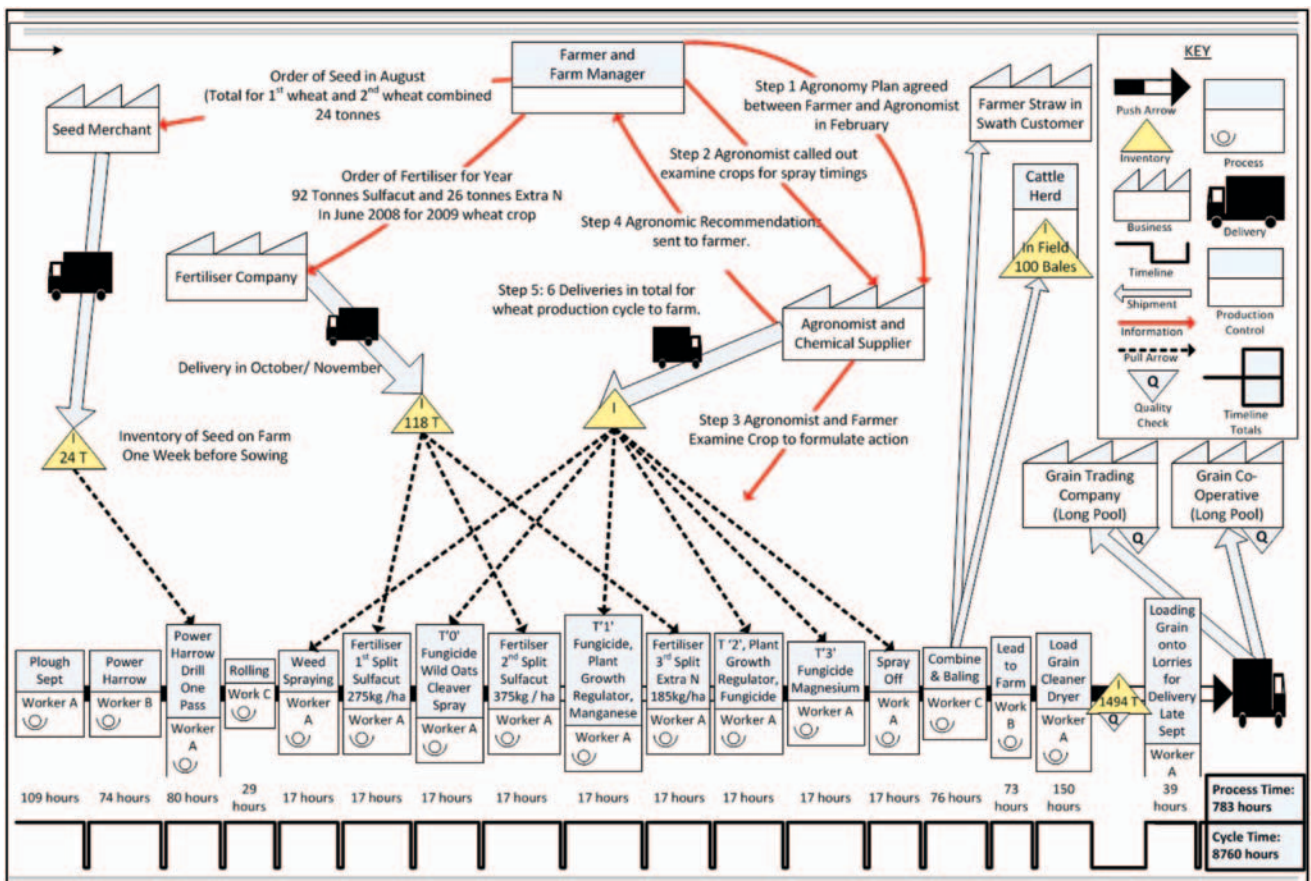 Farmer and
Farm Manager
Order of Seed in August
(Total for 1st wheat and 2nd wheat combined
24 tonnes
Seed Merchant
Order of Fertiliser for Year
92 Tonnes Sulfacut and 26 tonnes Extra N
In June 2008 for 2009 wheat crop
Fertiliser Company
Delivery in October/ November
Step 1 Agronomy Plan agreed
between Farmer and Agronomist
in February
Step 2 Agronomist called out
examine crops for spray timings
Step 4 Agronomic Recommendations
sent to farmer.
Step 5: 6 Deliveries in total for
wheat production cycle to farm.
Agronomist and
Chemical Supplier
Step 3 Agronomist and Farmer
Examine Crop to formulate action
Farmer Straw in
Swath Customer
Cattle
Herd
I
In Field
100 Bales
KEY
Push Arrow
I
Inventory
Process
Business
Delivery
Timeline
Shipment
Information
Production
Control
Pull Arrow
Q
Quality
Check
Timeline
Totals
I
24 T
Inventory of Seed on Farm
One Week before Sowing
I
118 T
I
Grain Trading
Company
(Long Pool)
Q
Grain Co-
Operative
(Long Pool)
Q
Plough
Sept
Worker A
Power
Harrow
Worker B
Power
Harrow
Drill
One
Pass
Worker
A
Rolling
Work C
Weed
Spraying
Worker
A
Fertiliser
1st Split
Sulfacut
275kg /ha
Worker A
T'0'
Fungicide
Wild Oats
Cleaver
Spray
Worker A
Fertilser
2nd Split
Sulfacut
375kg / ha
Worker A
T'1'
Fungicide,
Plant
Growth
Regulator,
Manganese
Worker A
Fertiliser
3rd Split
Extra N
185kg/ha
Worker A
T '2', Plant
Growth
Regulator,
Fungicide
Worker A
T'3'
Fungicide
Magnesium
Worker A
Spray
Off
Work
A
Combine
& Baling
Worker C
Lead
to
Farm
Work
B
Load
Grain
Cleaner
Dryer
Worker
A
I
1494 T
Q
Loading
Grain
onto
Lorries
for
Delivery
Late
Sept
Worker
A
109 hours
74 hours
80 hours
29
hours
17 hours
17 hours
17 hours
17 hours
17 hours
17 hours
17 hours
17 hours
17 hours
76 hours
73
hours
150
hours
39
hours
Process Time:
783 hours
Cycle Time:
8760 hours